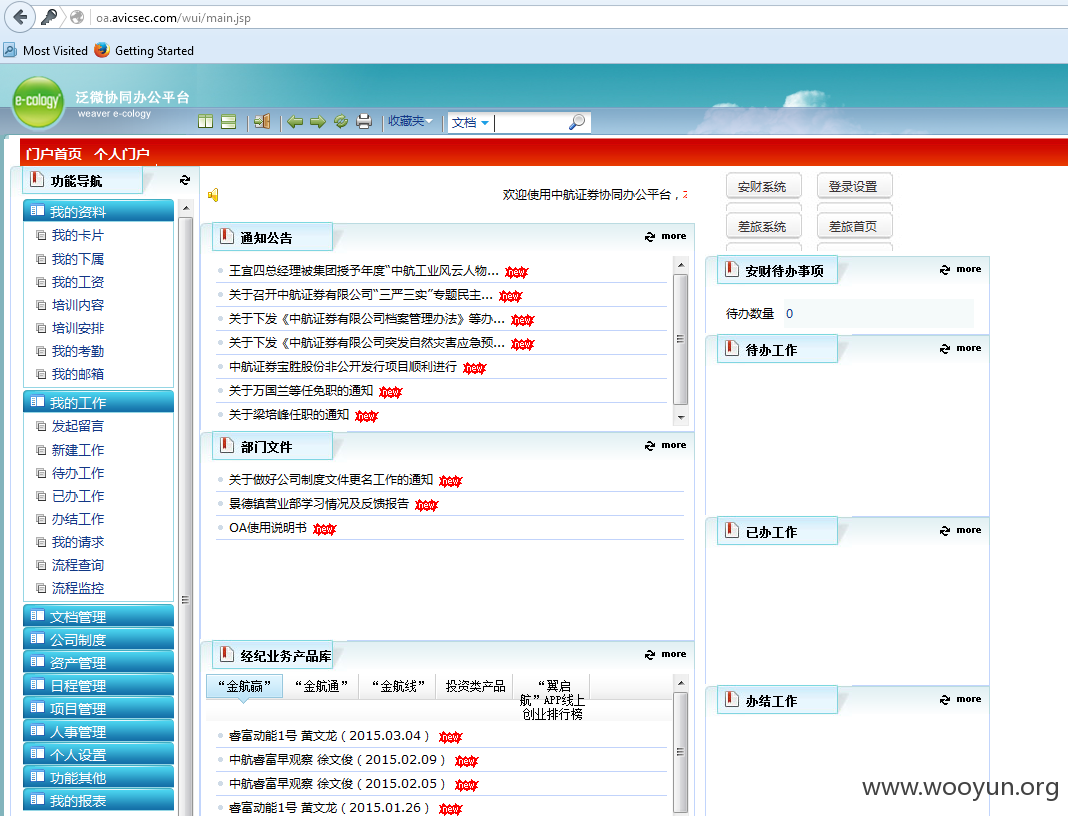 oa.avicsec.com/wui/main.jsp
Most Visited
Getting Started
e-cology
泛微协同办公平台
weaver e-cology
收藏夹
文档
门户首页
个人门户
功能导航
我的资料
我的卡片
我的下属
我的工资
培训内容
培训安排
我的考勤
我的邮箱
我的工作
发起留言
新建工作
待办工作
已办工作
办结工作
我的请求
流程查询
流程监控
文档管理
公司制度
资产管理
日程管理
项目管理
人事管理
个人设置
功能其他
我的报表
欢迎使用中航证券协同办公平台，
通知公告
more
王宜四总经理被集团授予年度“中航工业风云人物... new
关于召开中航证券有限公司“三严三实”专题民主... new
关于下发《中航证券有限公司档案管理办法》等办... new
关于下发《中航证券有限公司突发自然灾害应急预... new
中航证券宝胜股份非公开发行项目顺利进行 new
关于万国兰等任免职的通知 new
关于梁培峰任职的通知 new
部门文件
more
关于做好公司制度文件更名工作的通知 new
景德镇营业部学习情况及反馈报告 new
OA使用说明书 new
经纪业务产品库
more
“金航赢”
“金航通”
“金航线”
投资类产品
“翼启
航”APP线上
创业排行榜
睿富动能1号 黄文龙（2015.03.04） new
中航睿富早观察 徐文俊（2015.02.09） new
中航睿富早观察 徐文俊（2015.02.05） new
睿富动能1号 黄文龙（2015.01.26） new
安财系统
登录设置
差旅系统
差旅首页
安财待办事项
more
待办数量 0
待办工作
more
已办工作
more
办结工作
more
www.wooyun.org